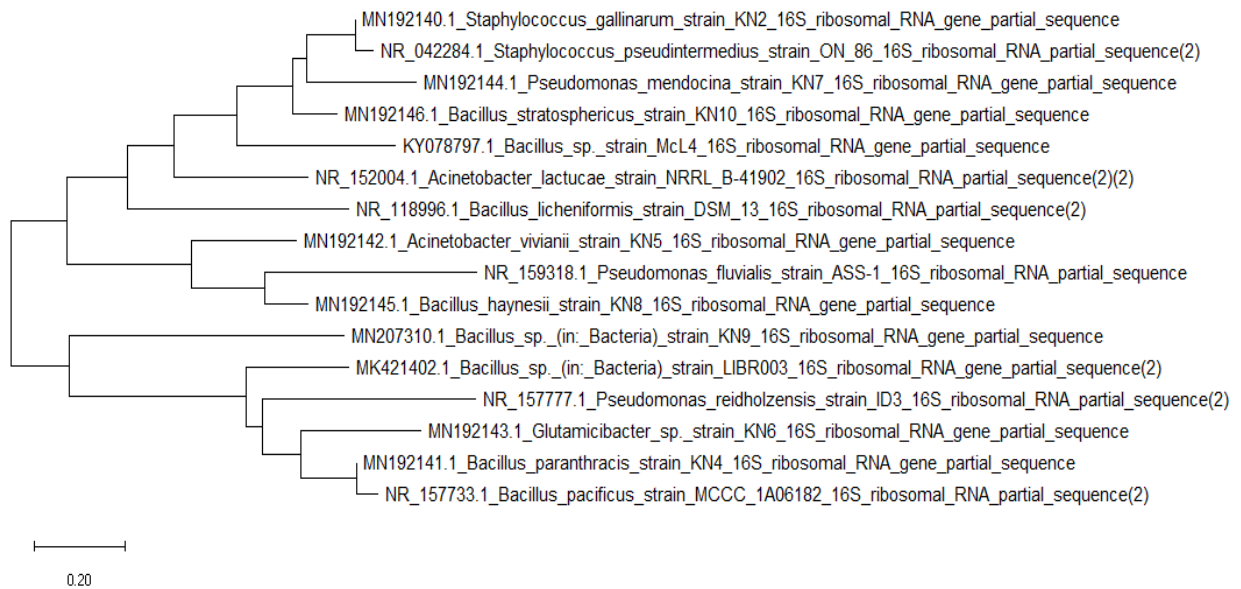 MN192140.1_Staphylococcus_gallinarum_strain_KN2_16S_ribosomal_RNA_gene_partial_sequence
NR_042284.1_Staphylococcus_pseudintermedius_strain_ON_86_16S_ribosomal_RNA_partial_sequence(2)
MN192144.1_Pseudomonas_mendocina_strain_KN7_16S_ribosomal_RNA_gene_partial_sequence
MN192146.1_Bacillus_stratosphericus_strain_KN10_16S_ribosomal_RNA_gene_partial_sequence
KY078797.1_Bacillus_sp._strain_McL4_16S_ribosomal_RNA_gene_partial_sequence
NR_152004.1_Acinetobacter_lactucae_strain_NRRL_B-41902_16S_ribosomal_RNA_partial_sequence(2)(2)
NR_118996.1_Bacillus_licheniformis_strain_DSM_13_16S_ribosomal_RNA_partial_sequence(2)
MN192142.1_Acinetobacter_vivianii_strain_KN5_16S_ribosomal_RNA_gene_partial_sequence
NR_159318.1_Pseudomonas_fluvialis_strain_ASS-1_16S_ribosomal_RNA_partial_sequence
MN192145.1_Bacillus_haynesii_strain_KN8_16S_ribosomal_RNA_gene_partial_sequence
MN207310.1_Bacillus_sp._(in:_Bacteria)_strain_KN9_16S_ribosomal_RNA_gene_partial_sequence
MK421402.1_Bacillus_sp._(in:_Bacteria)_strain_LIBR003_16S_ribosomal_RNA_gene_partial_sequence(2)
NR_157777.1_Pseudomonas_reidholzensis_strain_ID3_16S_ribosomal_RNA_partial_sequence(2)
MN192143.1_Glutamicibacter_sp._strain_KN6_16S_ribosomal_RNA_gene_partial_sequence
MN192141.1_Bacillus_paranthracis_strain_KN4_16S_ribosomal_RNA_gene_partial_sequence
NR_157733.1_Bacillus_pacificus_strain_MCCC_1A06182_16S_ribosomal_RNA_partial_sequence(2)
0.20